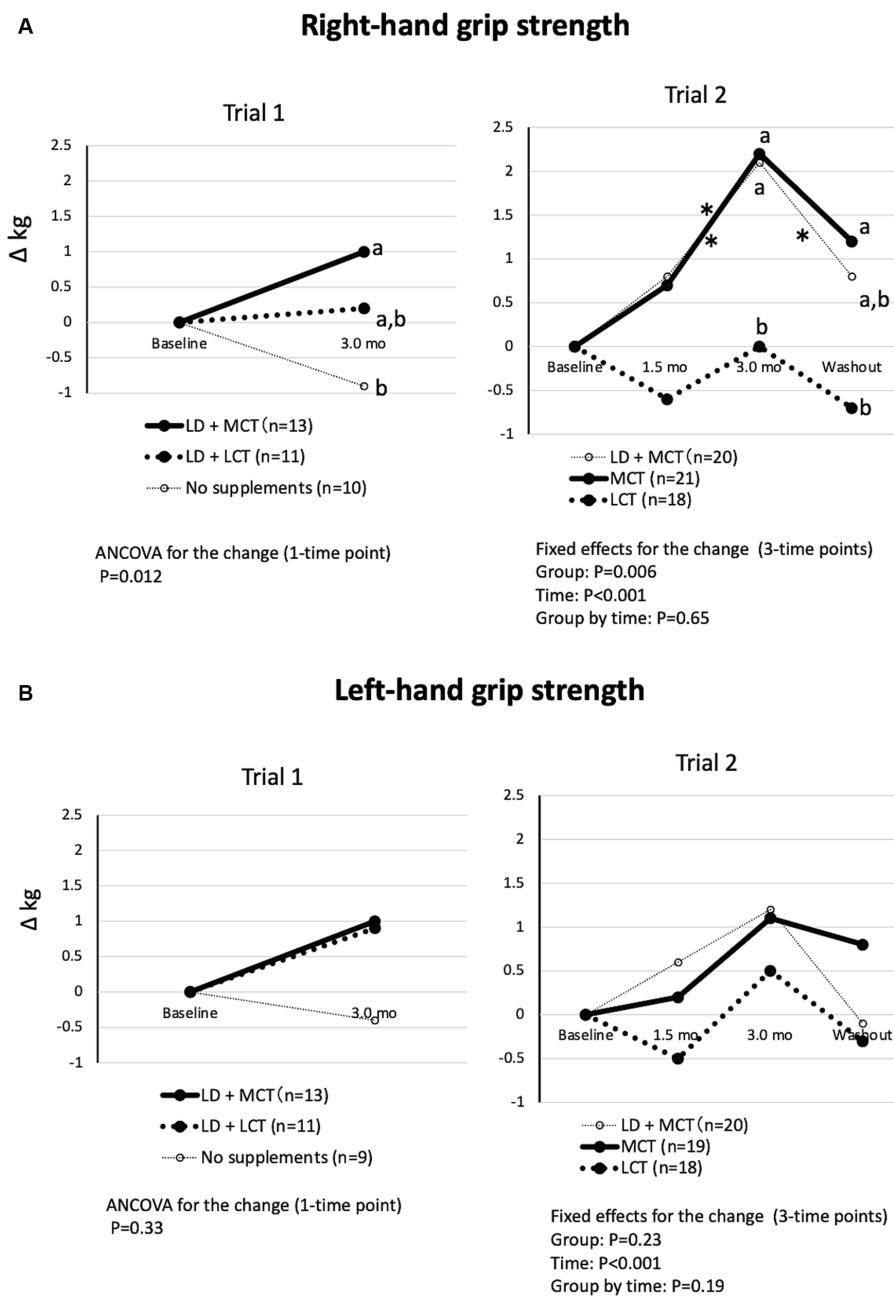 A
Right-hand grip strength
Trial 1
Δ kg
2.5
2
1.5
1
0.5
0
-0.5
-1
Baseline
3.0 mo
a
a,b
b
LD + MCT(n=13)
LD + LCT (n=11)
No supplements (n=10)
ANCOVA for the change (1-time point)
P=0.012
Trial 2
2.5
2
1.5
1
0.5
0
-0.5
-1
Baseline
1.5 mo
3.0 mo
Washout
a
a
*
*
*
a
a,b
b
b
LD + MCT(n=20)
MCT (n=21)
LCT (n=18)
Fixed effects for the change (3-time points)
Group: P=0.006
Time: P<0.001
Group by time: P=0.65
B
Left-hand grip strength
Trial 1
Δ kg
2.5
2
1.5
1
0.5
0
-0.5
-1
Baseline
3.0 mo
LD + MCT(n=13)
LD + LCT (n=11)
No supplements (n=9)
ANCOVA for the change (1-time point)
P=0.33
Trial 2
2.5
2
1.5
1
0.5
0
-0.5
-1
Baseline
1.5 mo
3.0 mo
Washout
LD + MCT(n=20)
MCT (n=19)
LCT (n=18)
Fixed effects for the change (3-time points)
Group: P=0.23
Time: P<0.001
Group by time: P=0.19